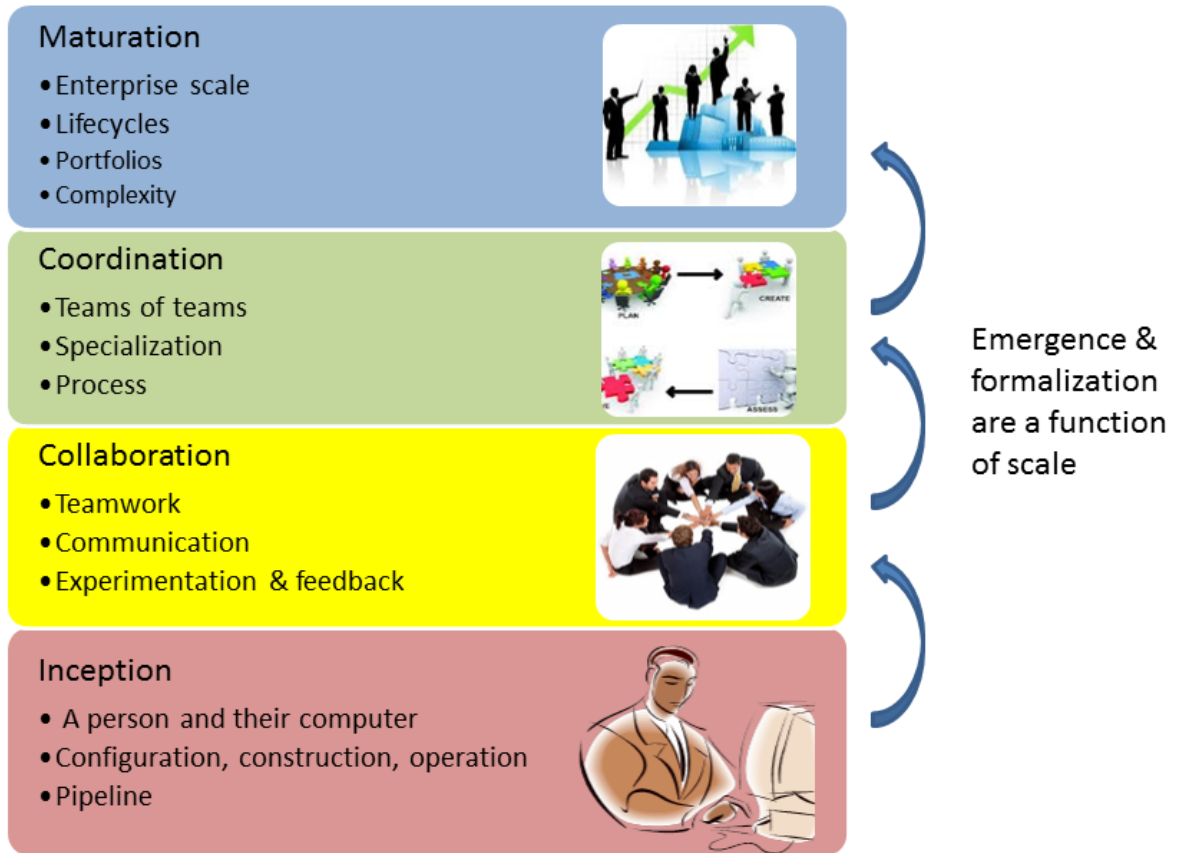 Maturation
• Enterprise scale
• Lifecycles
• Portfolios
• Complexity
Coordination
• Teams of teams
• Specialization
• Process
PLAN
CREATE
ASSESS
Collaboration
• Teamwork
• Communication
• Experimentation & feedback
Inception
• A person and their computer
• Configuration, construction, operation
• Pipeline
Emergence &
formalization
are a function
of scale